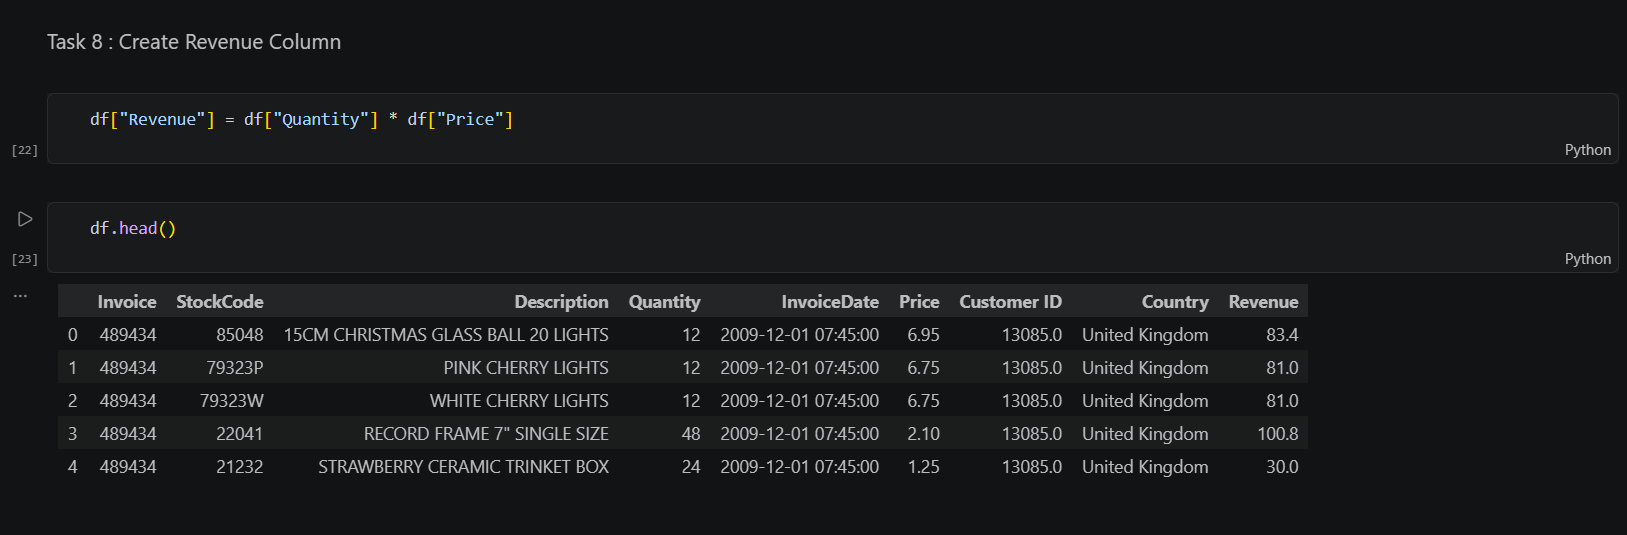 Task 8 : Create Revenue Column
df["Revenue"] = df["Quantity"] * df["Price"]
[22]
Python
df.head()
[23]
Python
...
Invoice StockCode Description Quantity InvoiceDate Price Customer ID Country Revenue
0 489434 85048 15CM CHRISTMAS GLASS BALL 20 LIGHTS 12 2009-12-01 07:45:00 6.95 13085.0 United Kingdom 83.4
1 489434 79323P PINK CHERRY LIGHTS 12 2009-12-01 07:45:00 6.75 13085.0 United Kingdom 81.0
2 489434 79323W WHITE CHERRY LIGHTS 12 2009-12-01 07:45:00 6.75 13085.0 United Kingdom 81.0
3 489434 22041 RECORD FRAME 7" SINGLE SIZE 48 2009-12-01 07:45:00 2.10 13085.0 United Kingdom 100.8
4 489434 21232 STRAWBERRY CERAMIC TRINKET BOX 24 2009-12-01 07:45:00 1.25 13085.0 United Kingdom 30.0